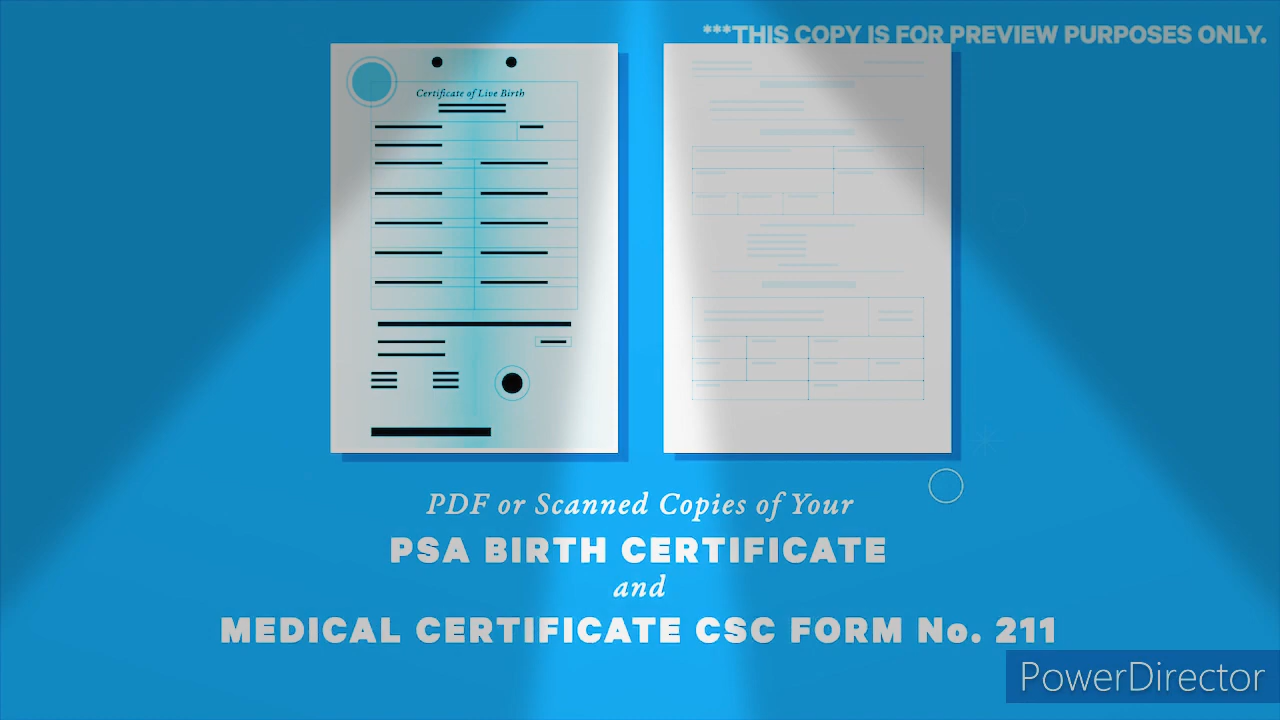 ***THIS COPY IS FOR PREVIEW PURPOSES ONLY.
Certificate of Live Birth
PDF or Scanned Copies of Your
PSA BIRTH CERTIFICATE
and
MEDICAL CERTIFICATE CSC FORM No. 211
PowerDirector